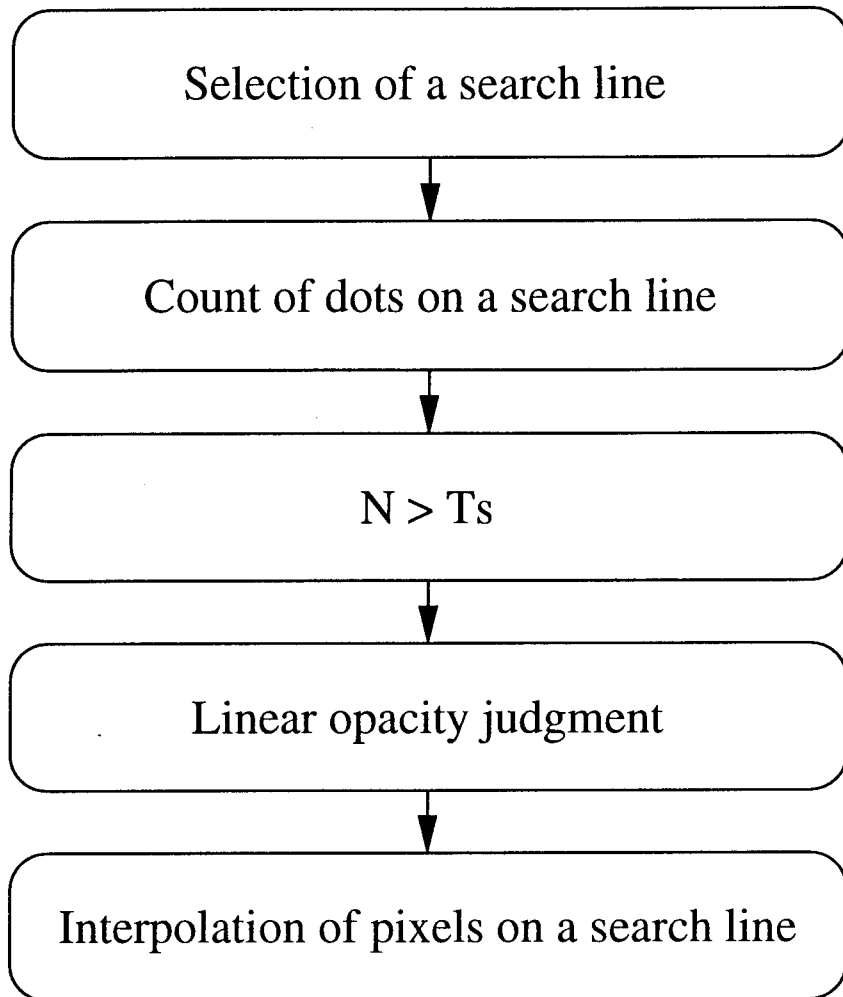 Selection of a search line
Count of dots on a search line
N > Ts
Linear opacity judgment
Interpolation of pixels on a search line